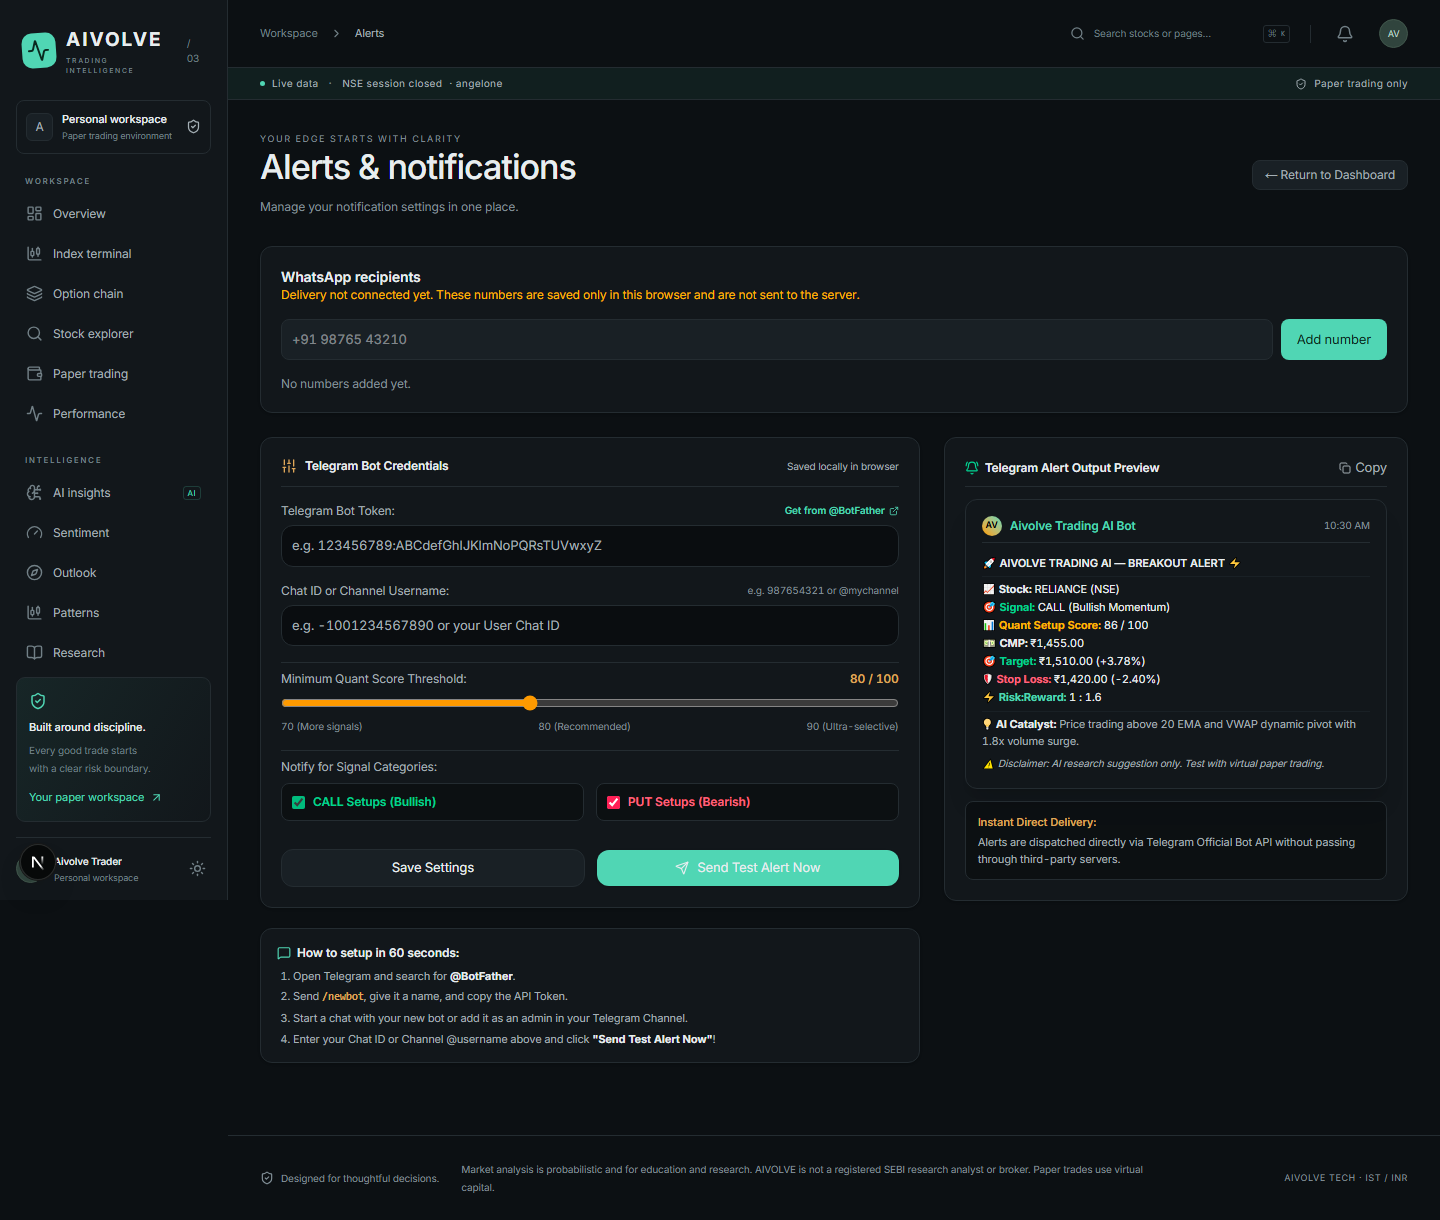 AIVOLVE
TRADING
INTELLIGENCE
/
03
A
Personal workspace
Paper trading environment
WORKSPACE
Overview
Index terminal
Option chain
Stock explorer
Paper trading
Performance
INTELLIGENCE
AI insights
AI
Sentiment
Outlook
Patterns
Research
Built around discipline.
Every good trade starts
with a clear risk boundary.
Your paper workspace
N
Aivolve Trader
Personal workspace
Workspace
Alerts
Search stocks or pages...
⌘ K
AV
Live data · NSE session closed · angelone
Paper trading only
YOUR EDGE STARTS WITH CLARITY
Alerts & notifications
Manage your notification settings in one place.
← Return to Dashboard
WhatsApp recipients
Delivery not connected yet. These numbers are saved only in this browser and are not sent to the server.
+91 98765 43210
Add number
No numbers added yet.
Telegram Bot Credentials
Saved locally in browser
Telegram Bot Token:
Get from @BotFather
e.g. 123456789:ABCdefGhIJKlmNoPQRsTUVwxyZ
Chat ID or Channel Username:
e.g. 987654321 or @mychannel
e.g. -1001234567890 or your User Chat ID
Minimum Quant Score Threshold:
80 / 100
70 (More signals)
80 (Recommended)
90 (Ultra-selective)
Notify for Signal Categories:
CALL Setups (Bullish)
PUT Setups (Bearish)
Save Settings
Send Test Alert Now
How to setup in 60 seconds:
1. Open Telegram and search for @BotFather.
2. Send /newbot, give it a name, and copy the API Token.
3. Start a chat with your new bot or add it as an admin in your Telegram Channel.
4. Enter your Chat ID or Channel @username above and click "Send Test Alert Now"!
Telegram Alert Output Preview
Copy
AV
Aivolve Trading AI Bot
10:30 AM
🚀 AIVOLVE TRADING AI — BREAKOUT ALERT ⚡
📈 Stock: RELIANCE (NSE)
🎯 Signal: CALL (Bullish Momentum)
📊 Quant Setup Score: 86 / 100
💵 CMP: ₹1,455.00
🎯 Target: ₹1,510.00 (+3.78%)
🛡️ Stop Loss: ₹1,420.00 (-2.40%)
⚡ Risk:Reward: 1 : 1.6
💡 AI Catalyst: Price trading above 20 EMA and VWAP dynamic pivot with
1.8x volume surge.
⚠️ Disclaimer: AI research suggestion only. Test with virtual paper trading.
Instant Direct Delivery:
Alerts are dispatched directly via Telegram Official Bot API without passing
through third-party servers.
Designed for thoughtful decisions.
Market analysis is probabilistic and for education and research. AIVOLVE is not a registered SEBI research analyst or broker. Paper trades use virtual
capital.
AIVOLVE TECH · IST / INR